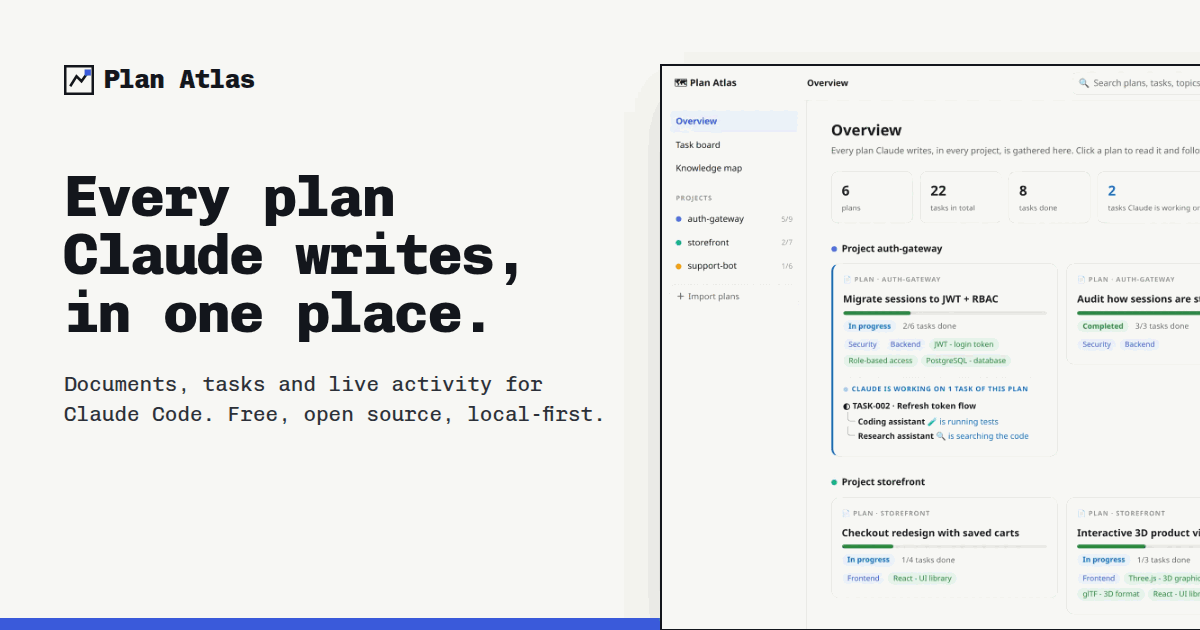 Plan Atlas
Every plan
Claude writes,
in one place.
Documents, tasks and live activity for
Claude Code. Free, open source, local-first.
Plan Atlas
Overview
Search plans, tasks, topics
Overview
Task board
Knowledge map
PROJECTS
auth-gateway 5/9
storefront 2/7
support-bot 1/6
+ Import plans
Overview
Every plan Claude writes, in every project, is gathered here. Click a plan to read it and follo
6
plans
22
tasks in total
8
tasks done
2
tasks Claude is working on
Project auth-gateway
PLAN · AUTH-GATEWAY
Migrate sessions to JWT + RBAC
In progress 2/6 tasks done
Security Backend JWT - login token
Role-based access PostgreSQL - database
CLAUDE IS WORKING ON 1 TASK OF THIS PLAN
TASK-002 · Refresh token flow
Coding assistant is running tests
Research assistant is searching the code
PLAN · AUTH-GATEWAY
Audit how sessions are st
Completed 3/3 tasks done
Security Backend
Project storefront
PLAN · STOREFRONT
Checkout redesign with saved carts
In progress 1/4 tasks done
Frontend React - UI library
PLAN · STOREFRONT
Interactive 3D product vi
In progress 1/3 tasks done
Frontend Three.js - 3D graphic
glTF - 3D format React - UI libr